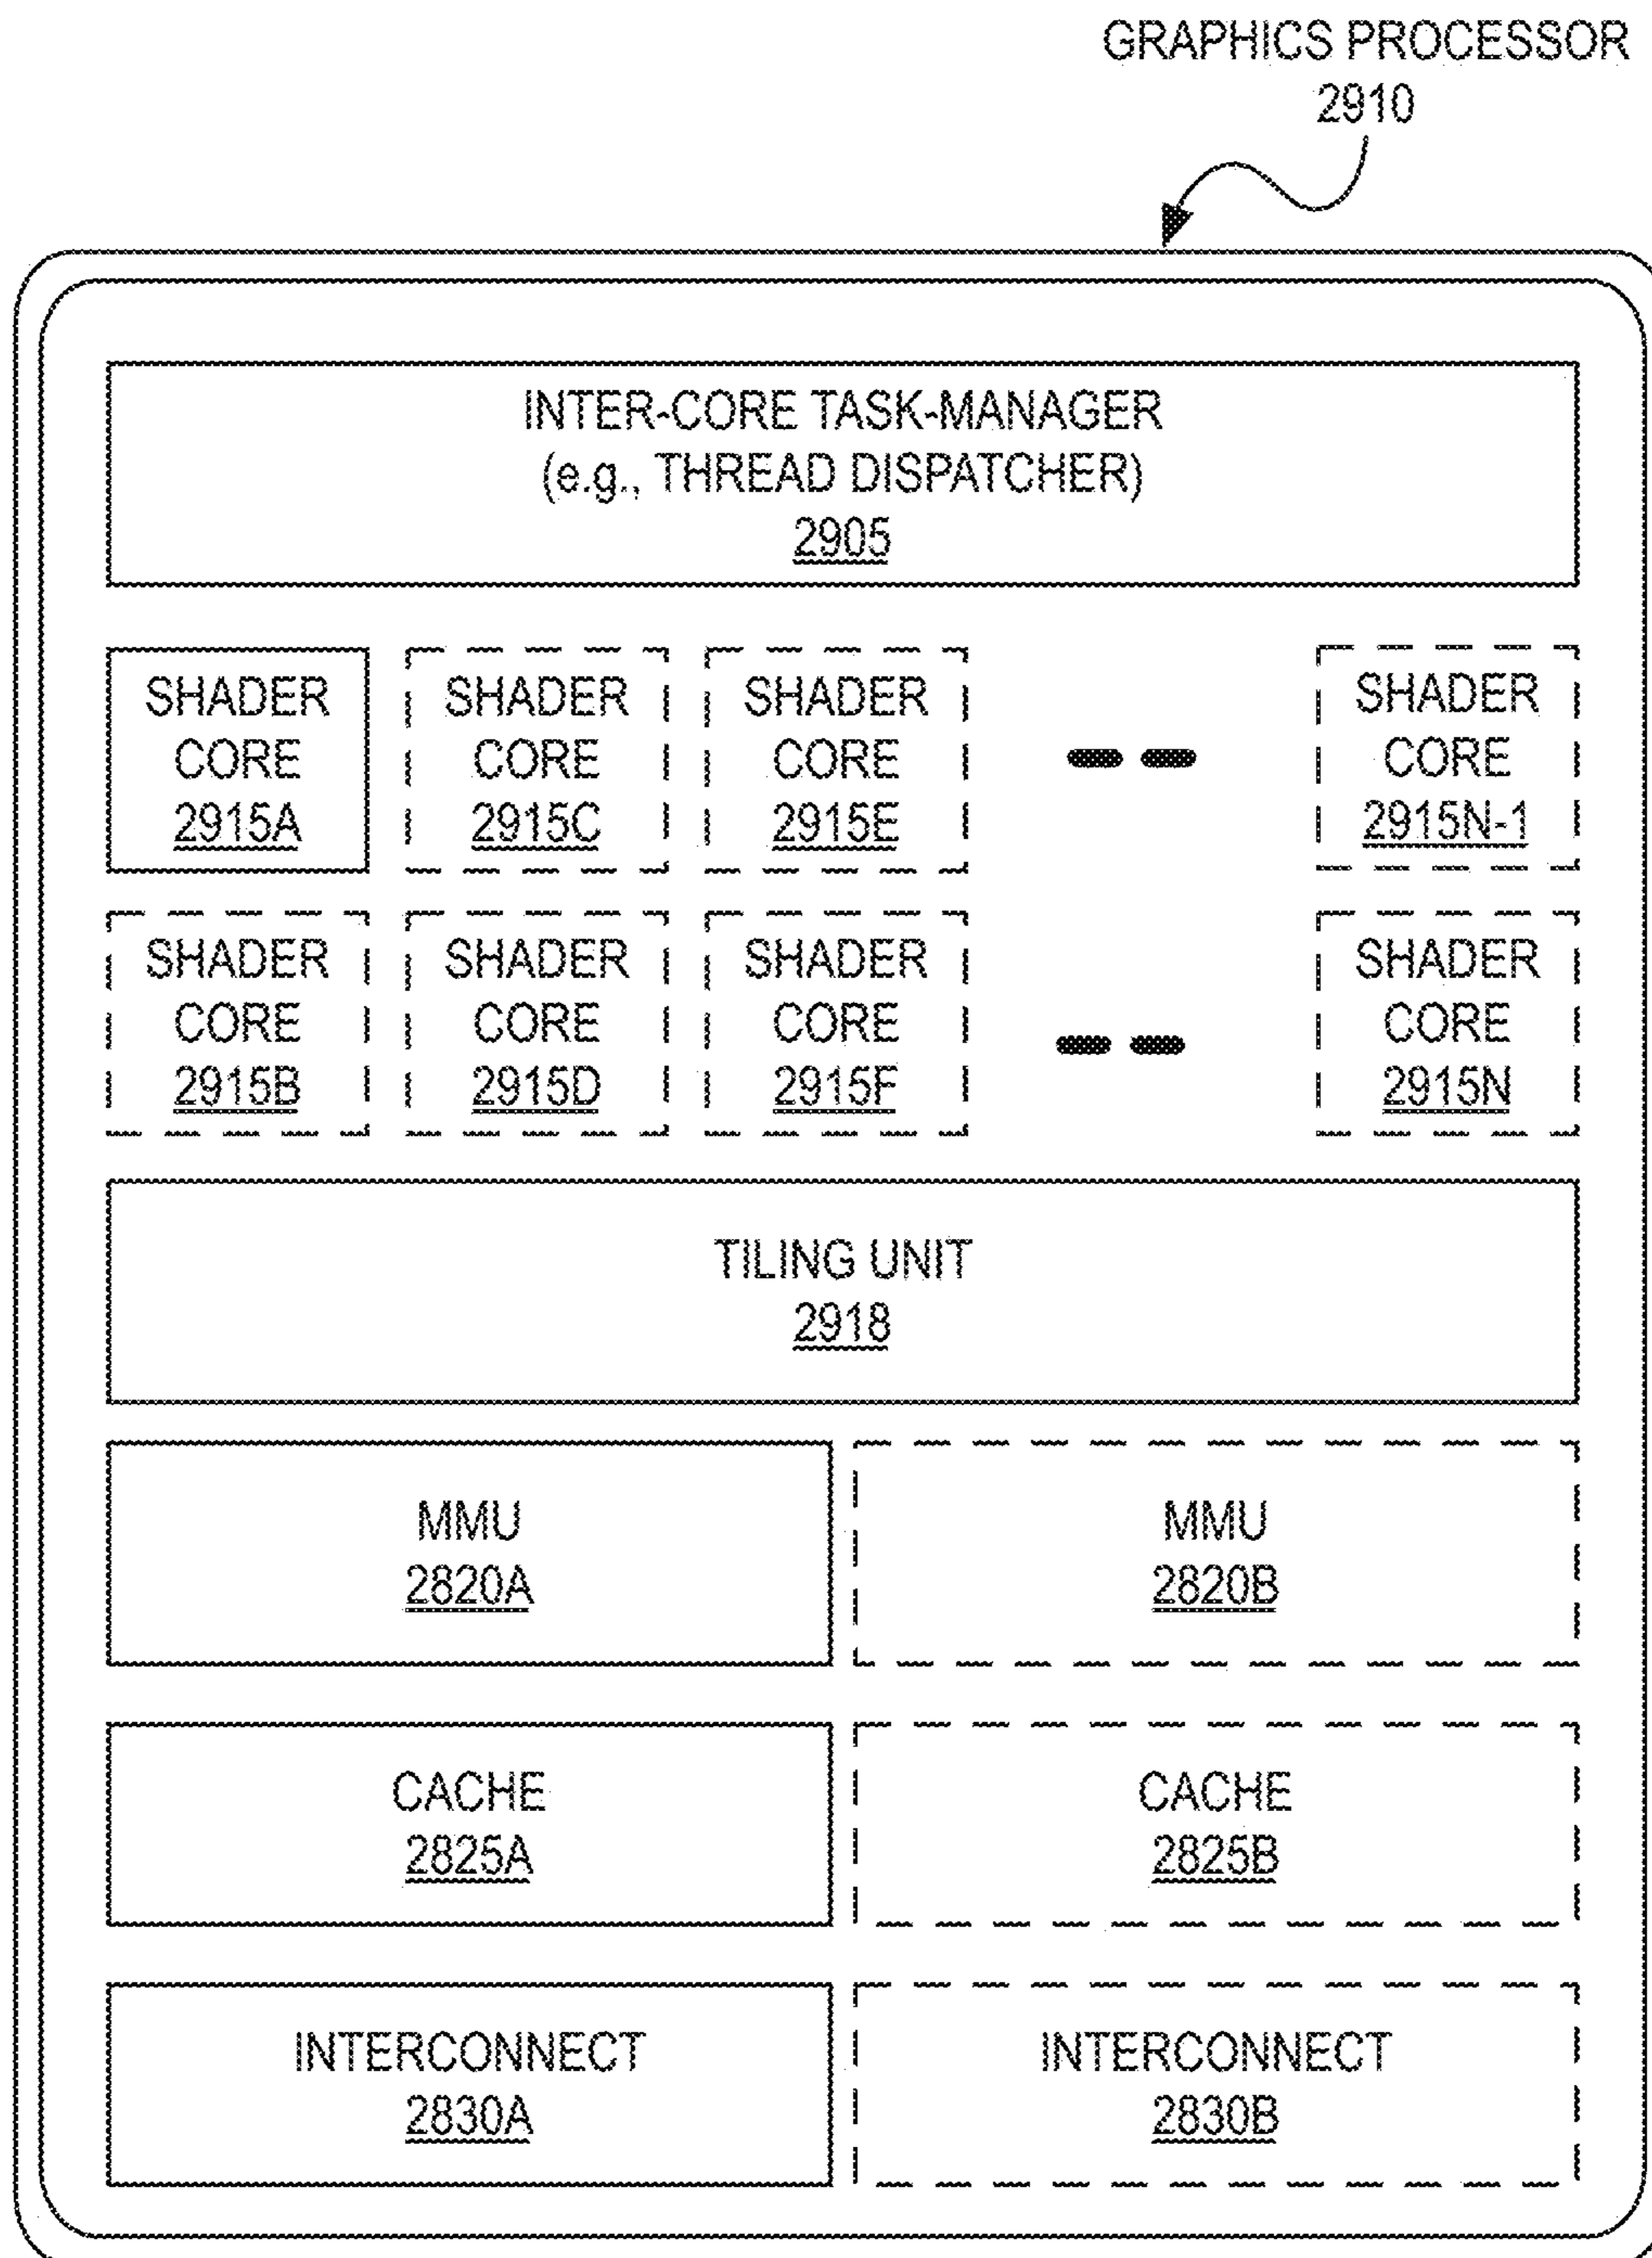 GRAPHICS PROCESSOR
2910
INTER-CORE TASK-MANAGER
(e.g., THREAD DISPATCHER)
2905
SHADER
CORE
2915A
SHADER
CORE
2915C
SHADER
CORE
2915E
SHADER
CORE
2915N-1
SHADER
CORE
2915B
SHADER
CORE
2915D
SHADER
CORE
2915F
SHADER
CORE
2915N
TILING UNIT
2918
MMU
2820A
MMU
2820B
CACHE
2825A
CACHE
2825B
INTERCONNECT
2830A
INTERCONNECT
2830B